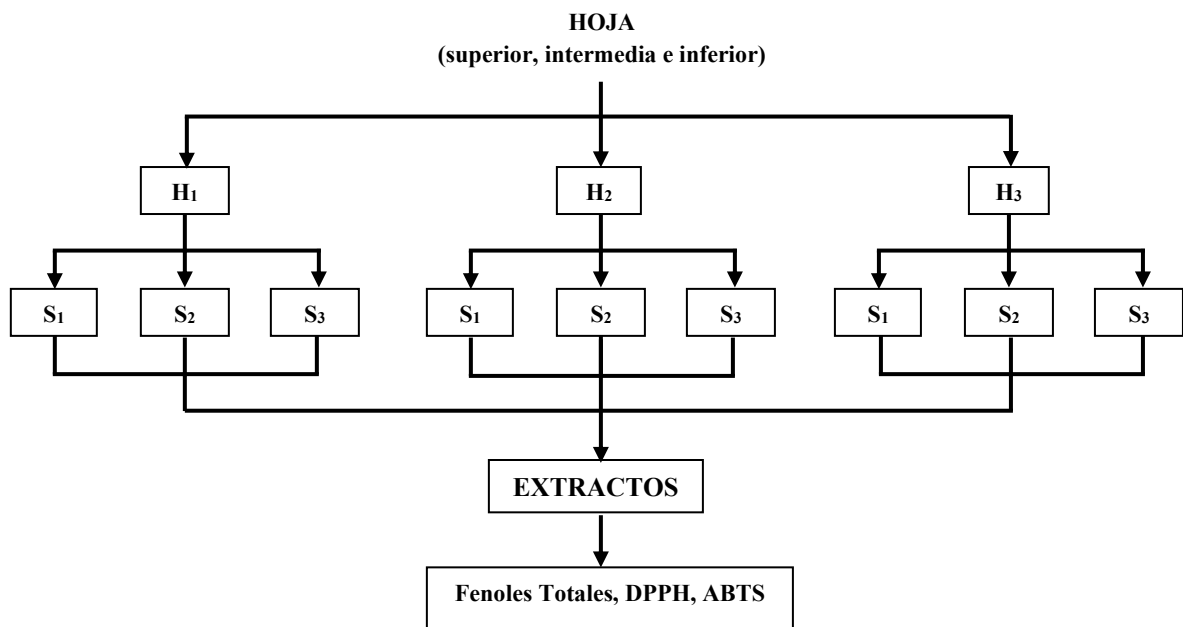 HOJA
(superior, intermedia e inferior)
H₁ H₂ H₃
S₁ S₂ S₃ S₁ S₂ S₃ S₁ S₂ S₃
EXTRACTOS
Fenoles Totales, DPPH, ABTS